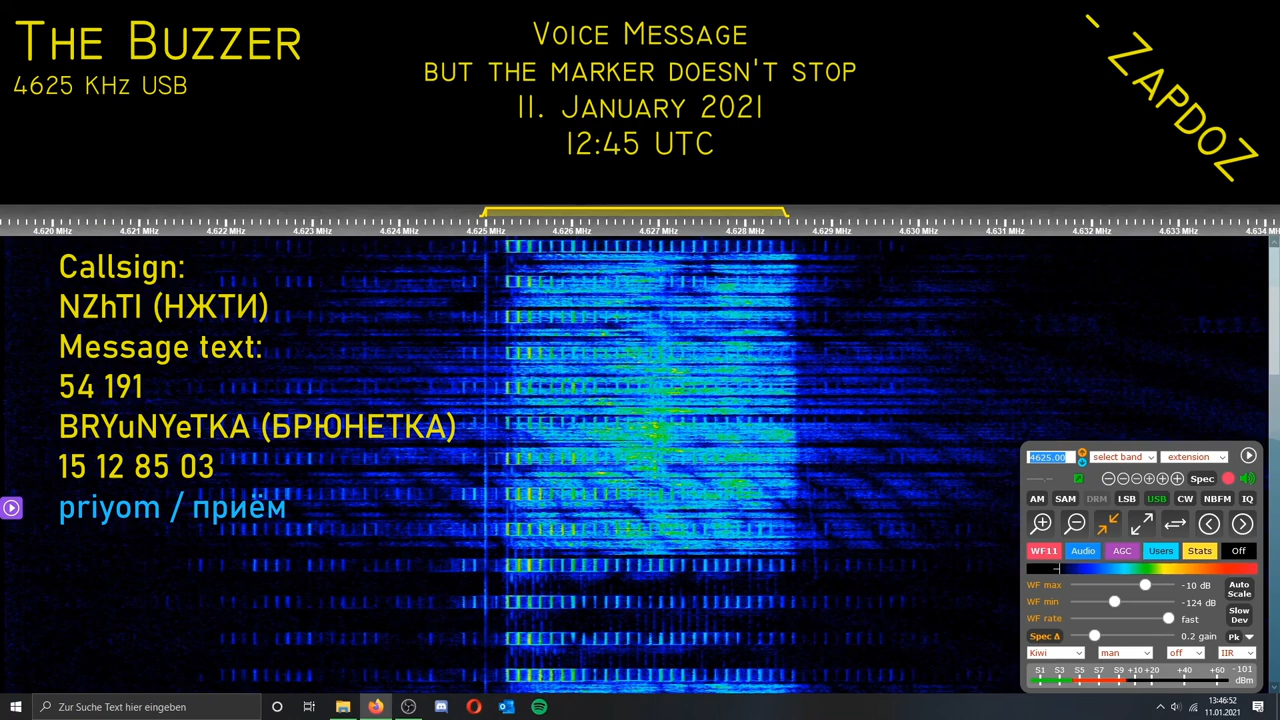 The Buzzer
4625 KHz USB
Voice Message
but the marker doesn't stop
11. January 2021
12:45 UTC
ZAPDOZ
4.620 MHz 4.621 MHz 4.622 MHz 4.623 MHz 4.624 MHz 4.625 MHz 4.626 MHz 4.627 MHz 4.628 MHz 4.629 MHz 4.630 MHz 4.631 MHz 4.632 MHz 4.633 MHz 4.634 MHz
Callsign:
NZhTI (НЖТИ)
Message text:
54 191
BRYuNYeTKA (БРЮНЕТКА)
15 12 85 03
priyom / приём
4625.00 select band extension
Spec
AM SAM DRM LSB USB CW NBFM IQ
WF11 Audio AGC Users Stats Off
WF max -10 dB Auto Scale
WF min -124 dB
WF rate fast Slow Dev
Spec Δ 0.2 gain Pk
Kiwi man off IIR
S1 S3 S5 S7 S9 +10 +20 +40 +60 -101 dBm
Zur Suche Text hier eingeben
13:46:52
11.01.2021